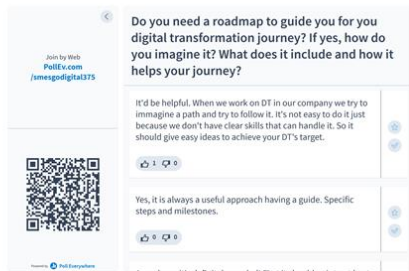 Do you need a roadmap to guide you for you
digital transformation journey? If yes, how do
you imagine it? What does it include and how it
helps your journey?
Join by Web
PollEv.com
/smesgodigital375
It'd be helpful. When we work on DT in our company we try to
immagine a path and try to follow it. It's not easy to do it just
because we don't have clear skills that can handle it. So it
should give easy ideas to achieve your DT's target.
1 0
Yes, it is always a useful approach having a guide. Specific
steps and milestones.
0 0
Powered by Poll Everywhere